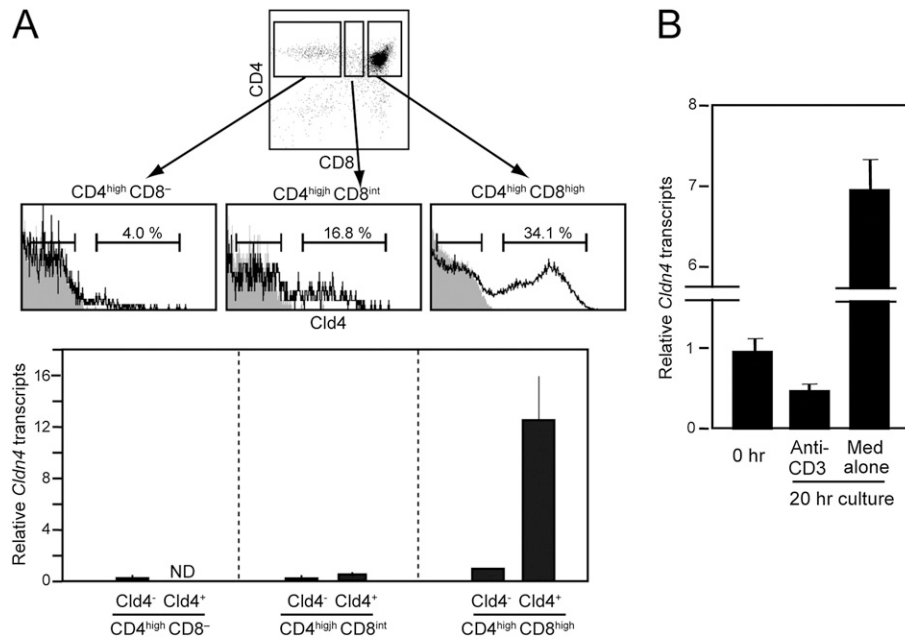 A
CD4
CD8
CD4high CD8–
CD4higjh CD8int
CD4high CD8high
4.0 %
16.8 %
34.1 %
Cld4
Relative Cldn4 transcripts
16
12
8
4
0
ND
Cld4- Cld4+
Cld4- Cld4+
Cld4- Cld4+
CD4high CD8–
CD4higjh CD8int
CD4high CD8high
B
Relative Cldn4 transcripts
8
7
6
1
0
0 hr
Anti-CD3
Med alone
20 hr culture